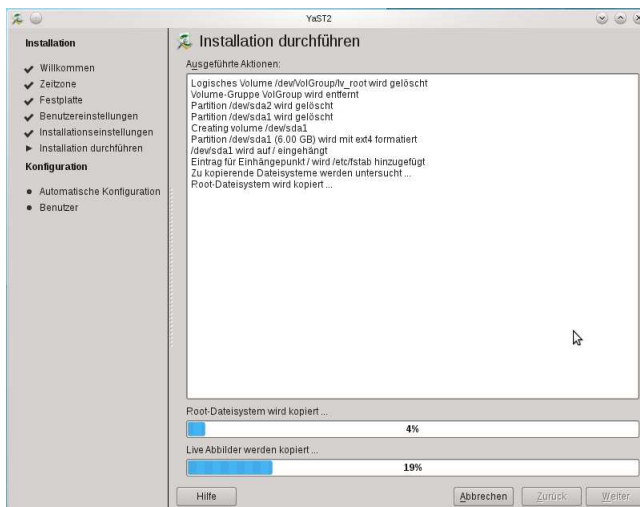 YaST2
Installation
Willkommen
Zeitzone
Festplatte
Benutzereinstellungen
Installationseinstellungen
Installation durchführen
Konfiguration
Automatische Konfiguration
Benutzer
Installation durchführen
Ausgeführte Aktionen:
Logisches Volume /dev/VolGroup/lv_root wird gelöscht
Volume-Gruppe VolGroup wird entfernt
Partition /dev/sda2 wird gelöscht
Partition /dev/sda1 wird gelöscht
Creating volume /dev/sda1
Partition /dev/sda1 (6.00 GB) wird mit ext4 formatiert
/dev/sda1 wird auf / eingehängt
Eintrag für Einhängepunkt / wird /etc/fstab hinzugefügt
Zu kopierende Dateisysteme werden untersucht ...
Root-Dateisystem wird kopiert ...
Root-Dateisystem wird kopiert ...
4%
Live Abbilder werden kopiert ...
19%
Hilfe
Abbrechen
Zurück
Weiter